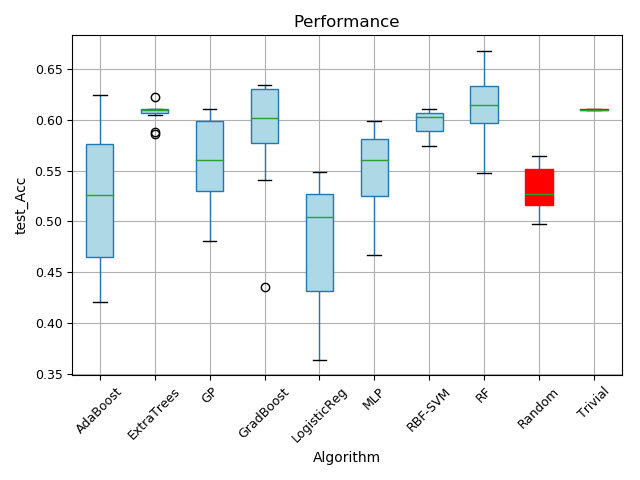 Performance
test_Acc
0.65
0.60
0.55
0.50
0.45
0.40
0.35
AdaBoost
ExtraTrees
GP
GradBoost
LogisticReg
MLP
RBF-SVM
RF
Random
Trivial
Algorithm